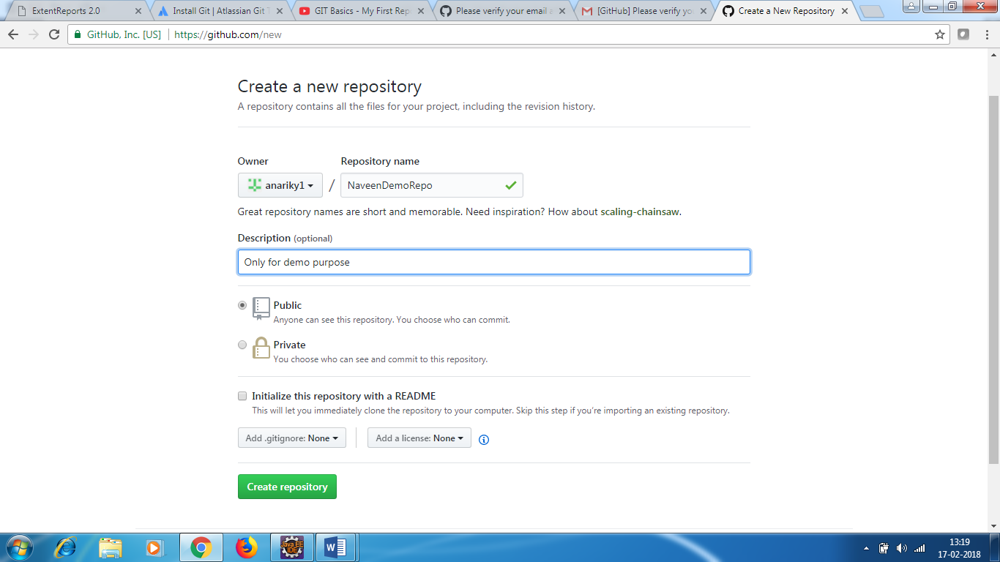 ExtentReports 2.0
Install Git | Atlassian Git T
GIT Basics - My First Rep
Please verify your email a
[GitHub] Please verify yo
Create a New Repository
GitHub, Inc. [US] https://github.com/new
Create a new repository
A repository contains all the files for your project, including the revision history.
Owner Repository name
anariky1 / NaveenDemoRepo
Great repository names are short and memorable. Need inspiration? How about scaling-chainsaw.
Description (optional)
Only for demo purpose
Public
Anyone can see this repository. You choose who can commit.
Private
You choose who can see and commit to this repository.
Initialize this repository with a README
This will let you immediately clone the repository to your computer. Skip this step if you're importing an existing repository.
Add .gitignore: None Add a license: None
Create repository
Java EE
IDE
13:19
17-02-2018